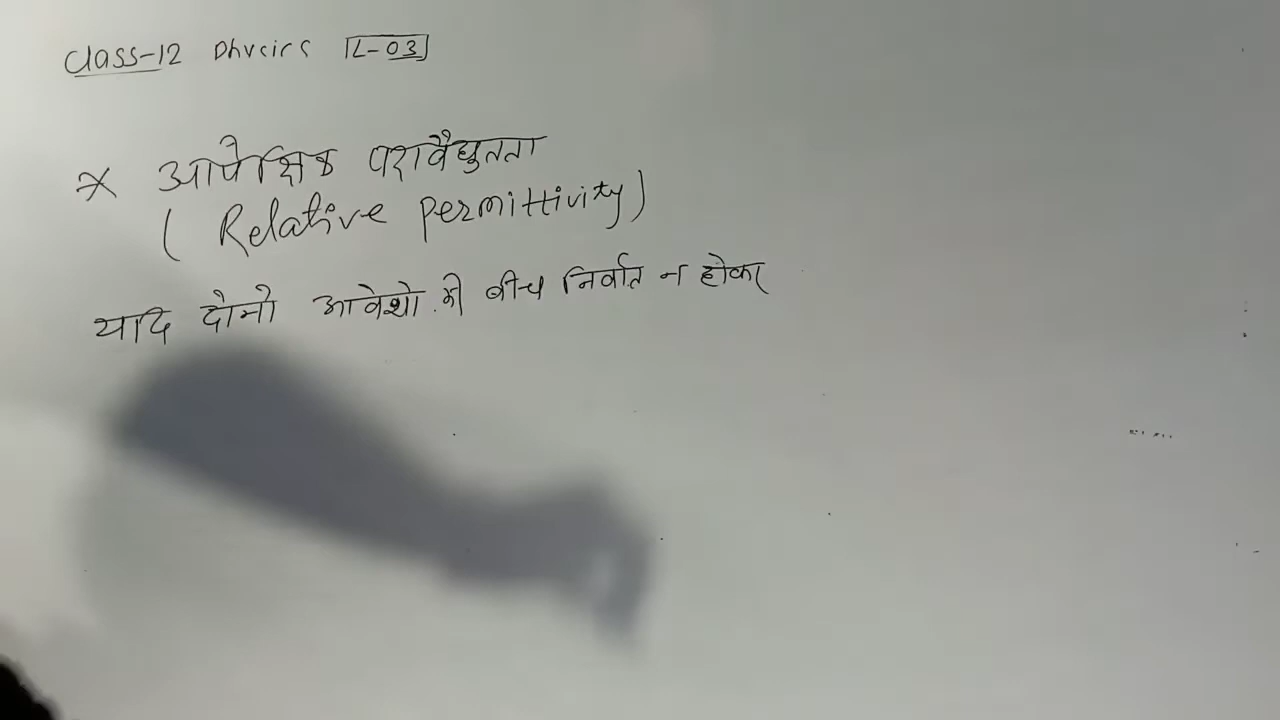 Class-12 Physics L-03
* आपेक्षिक परावैद्युतता
( Relative Permittivity)
यदि दोनो आवेशो के बीच निर्वात न होकर